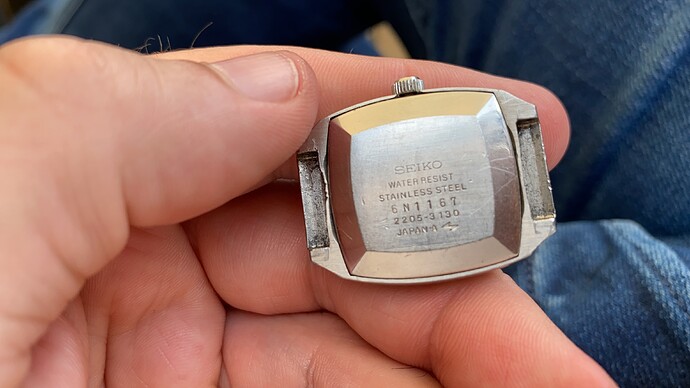 SEIKO
WATER RESIST
STAINLESS STEEL
6N1167
2205-3130
JAPAN-A